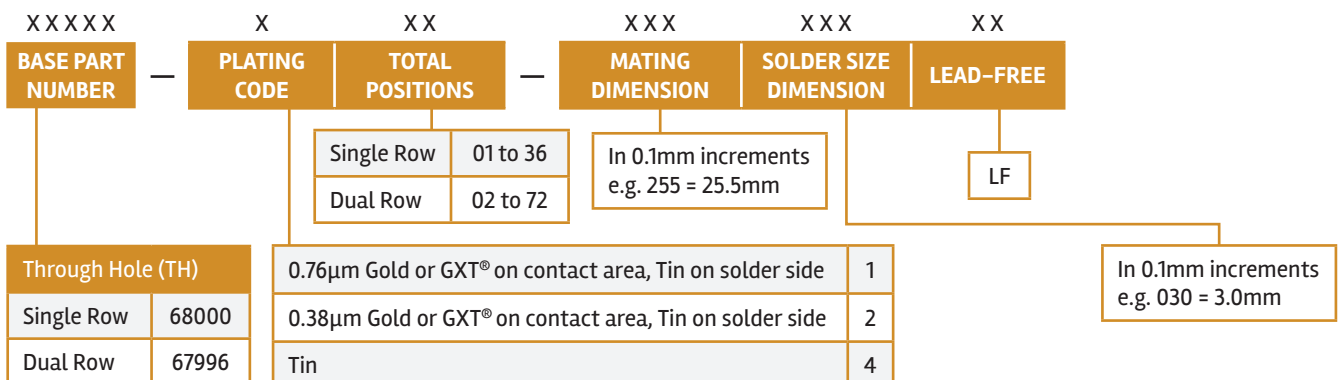 XXXXX X XX XXX XXX XX
BASE PART NUMBER — PLATING CODE TOTAL POSITIONS — MATING DIMENSION SOLDER SIZE DIMENSION LEAD-FREE
Single Row 01 to 36
Dual Row 02 to 72
In 0.1mm increments
e.g. 255 = 25.5mm
LF
Through Hole (TH)
Single Row 68000
Dual Row 67996
0.76µm Gold or GXT® on contact area, Tin on solder side 1
0.38µm Gold or GXT® on contact area, Tin on solder side 2
Tin 4
In 0.1mm increments
e.g. 030 = 3.0mm